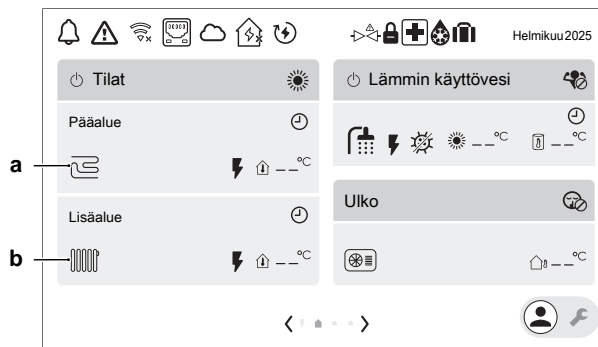 Helmikuu 2025
Tilat
Pääalue
a
_ _°C
Lisäalue
b
_ _°C
Lämmin käyttövesi
_ _°C
_ _°C
Ulko
_ _°C